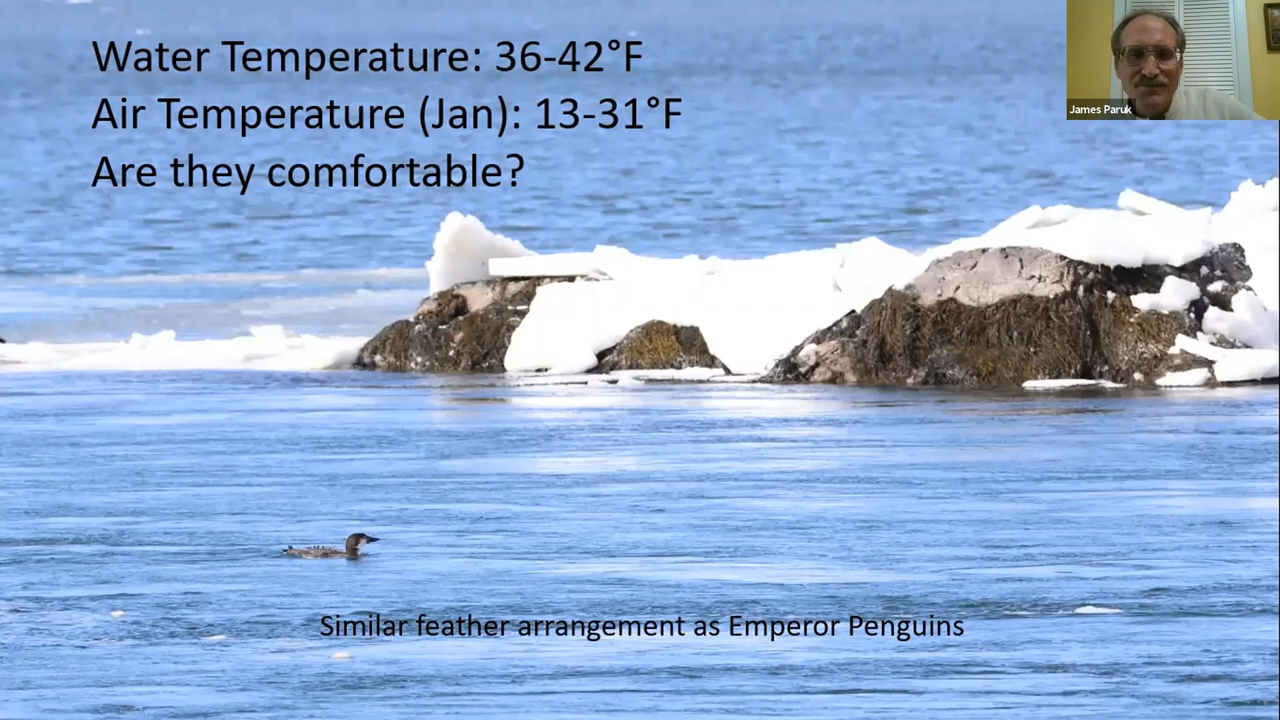 Water Temperature: 36-42°F
Air Temperature (Jan): 13-31°F
Are they comfortable?
James Paruk
Similar feather arrangement as Emperor Penguins